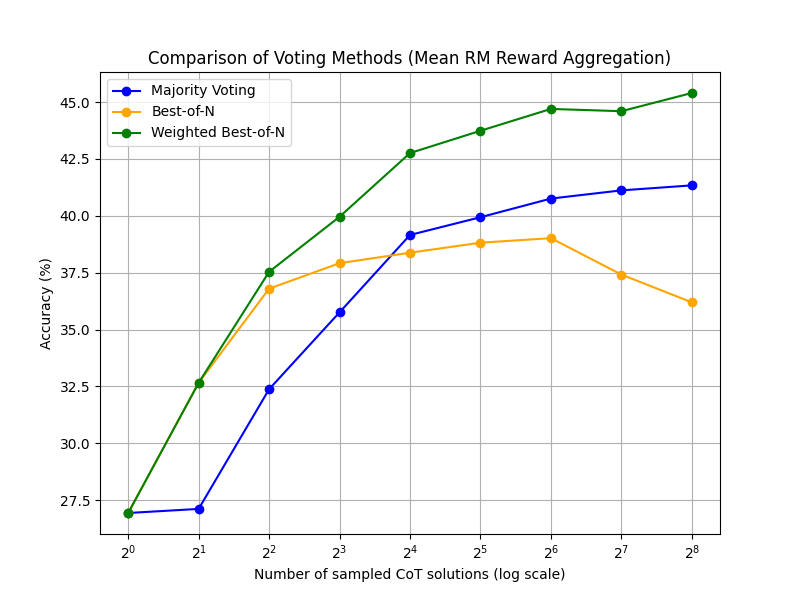 Comparison of Voting Methods (Mean RM Reward Aggregation)
Majority Voting
Best-of-N
Weighted Best-of-N
45.0
42.5
40.0
37.5
35.0
32.5
30.0
27.5
Accuracy (%)
2⁰ 2¹ 2² 2³ 2⁴ 2⁵ 2⁶ 2⁷ 2⁸
Number of sampled CoT solutions (log scale)